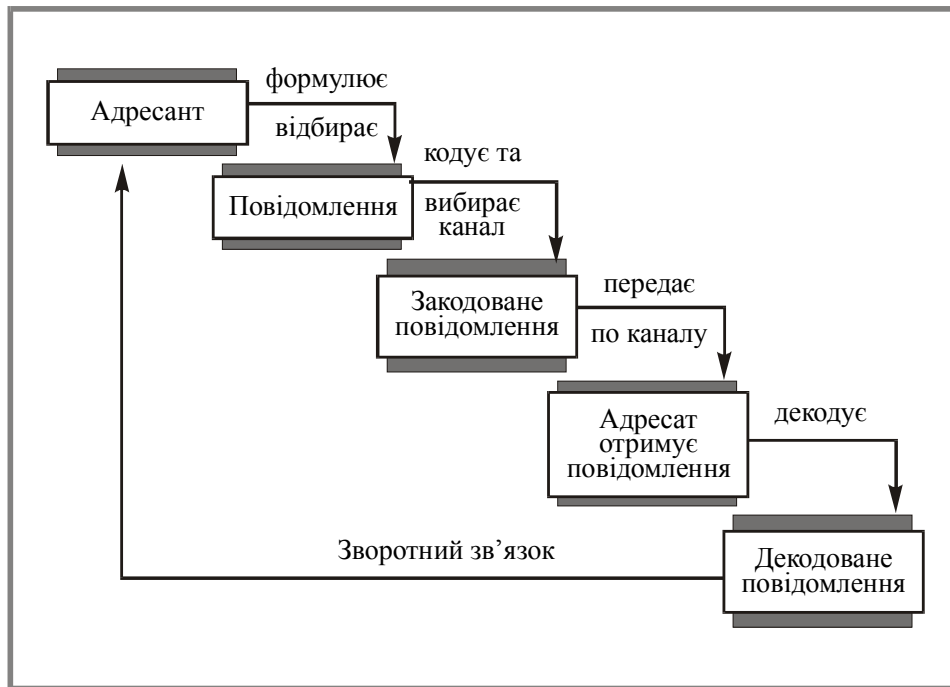 Адресант
формулює
відбирає
Повідомлення
кодує та
вибирає
канал
Закодоване
повідомлення
передає
по каналу
Адресат
отримує
повідомлення
декодує
Декодоване
повідомлення
Зворотний зв’язок